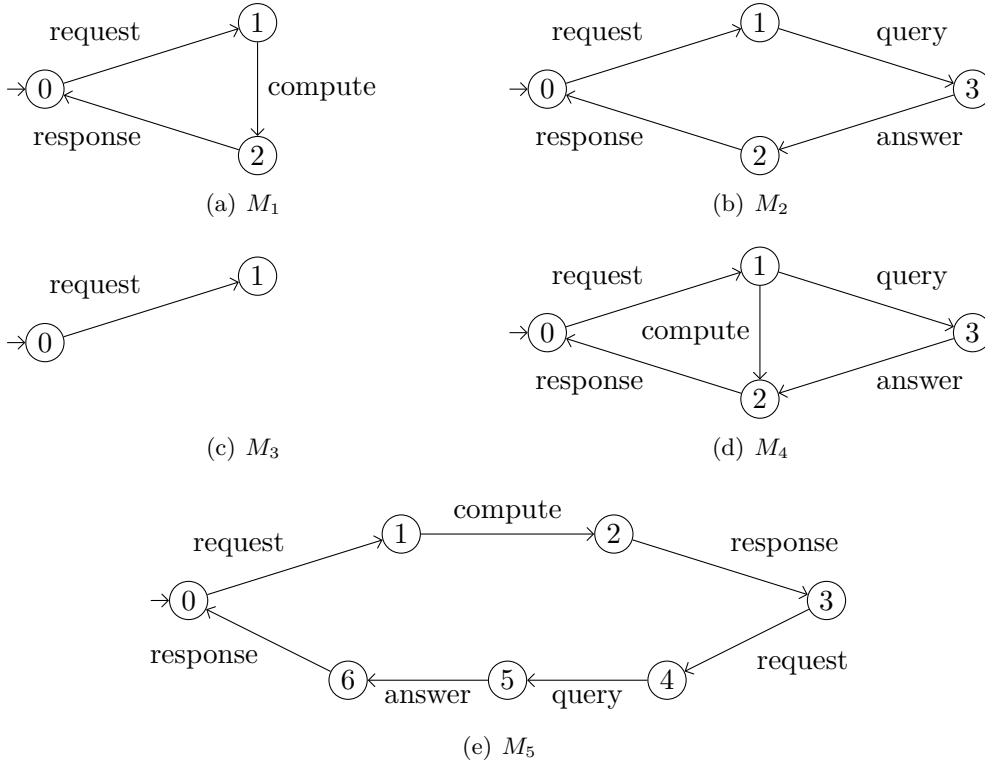 1 1
request request query
compute
0 0 3
response response answer
2 2
(a) M₁ (b) M₂
1 1
request request query
compute
0 0 3
response answer
2
(c) M₃ (d) M₄
compute
1 2
request response
0 3
response request
6 answer 5 query 4
(e) M₅